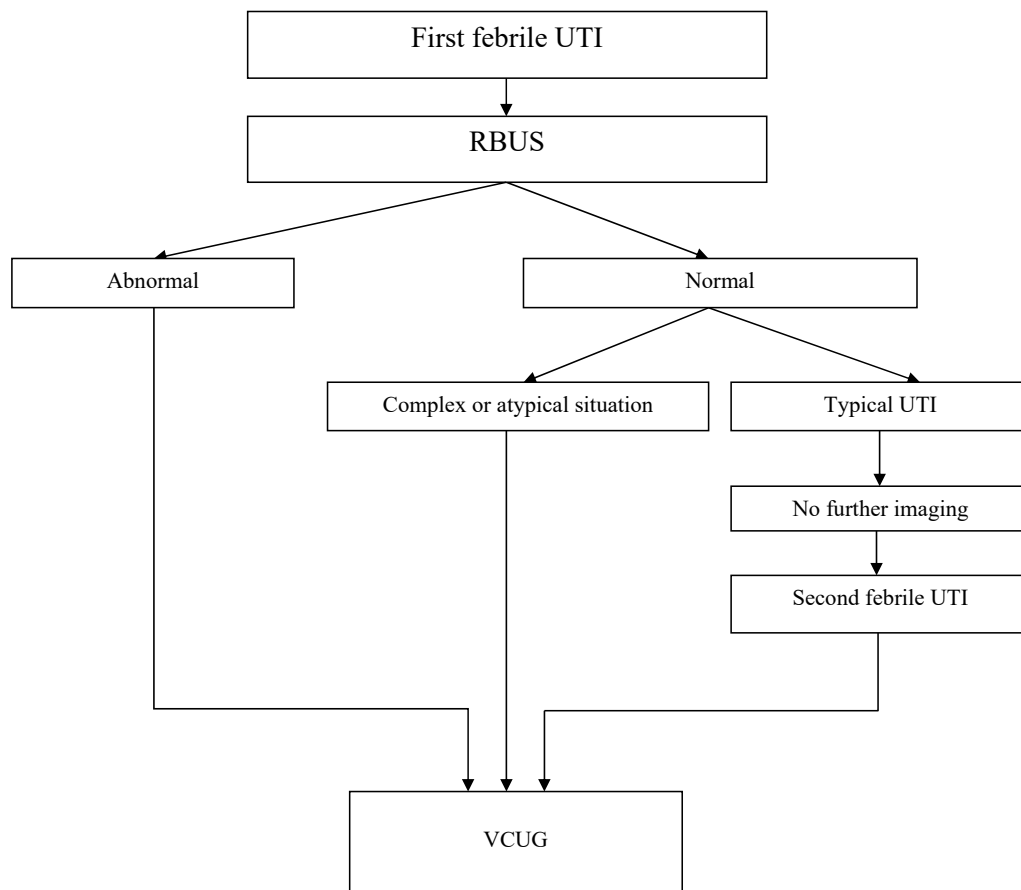 First febrile UTI
RBUS
Abnormal
Normal
Complex or atypical situation
Typical UTI
No further imaging
Second febrile UTI
VCUG